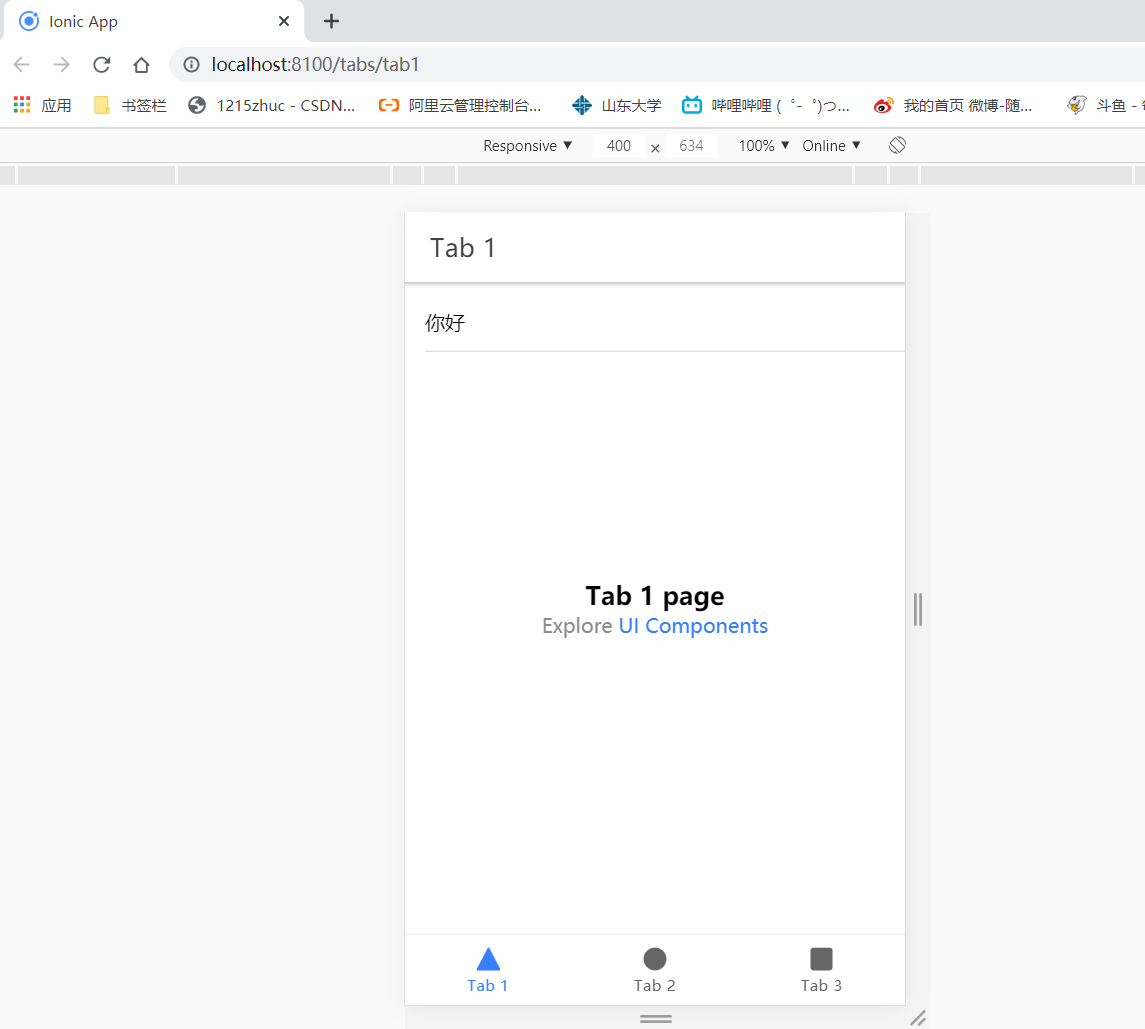 Ionic App
localhost:8100/tabs/tab1
应用 书签栏 1215zhuc - CSDN... 阿里云管理控制台... 山东大学 哔哩哔哩 ( ゜- ゜)つ... 我的首页 微博-随... 斗鱼 -
Responsive ▼ 400 × 634 100% ▼ Online ▼
Tab 1
你好
Tab 1 page
Explore UI Components
Tab 1 Tab 2 Tab 3